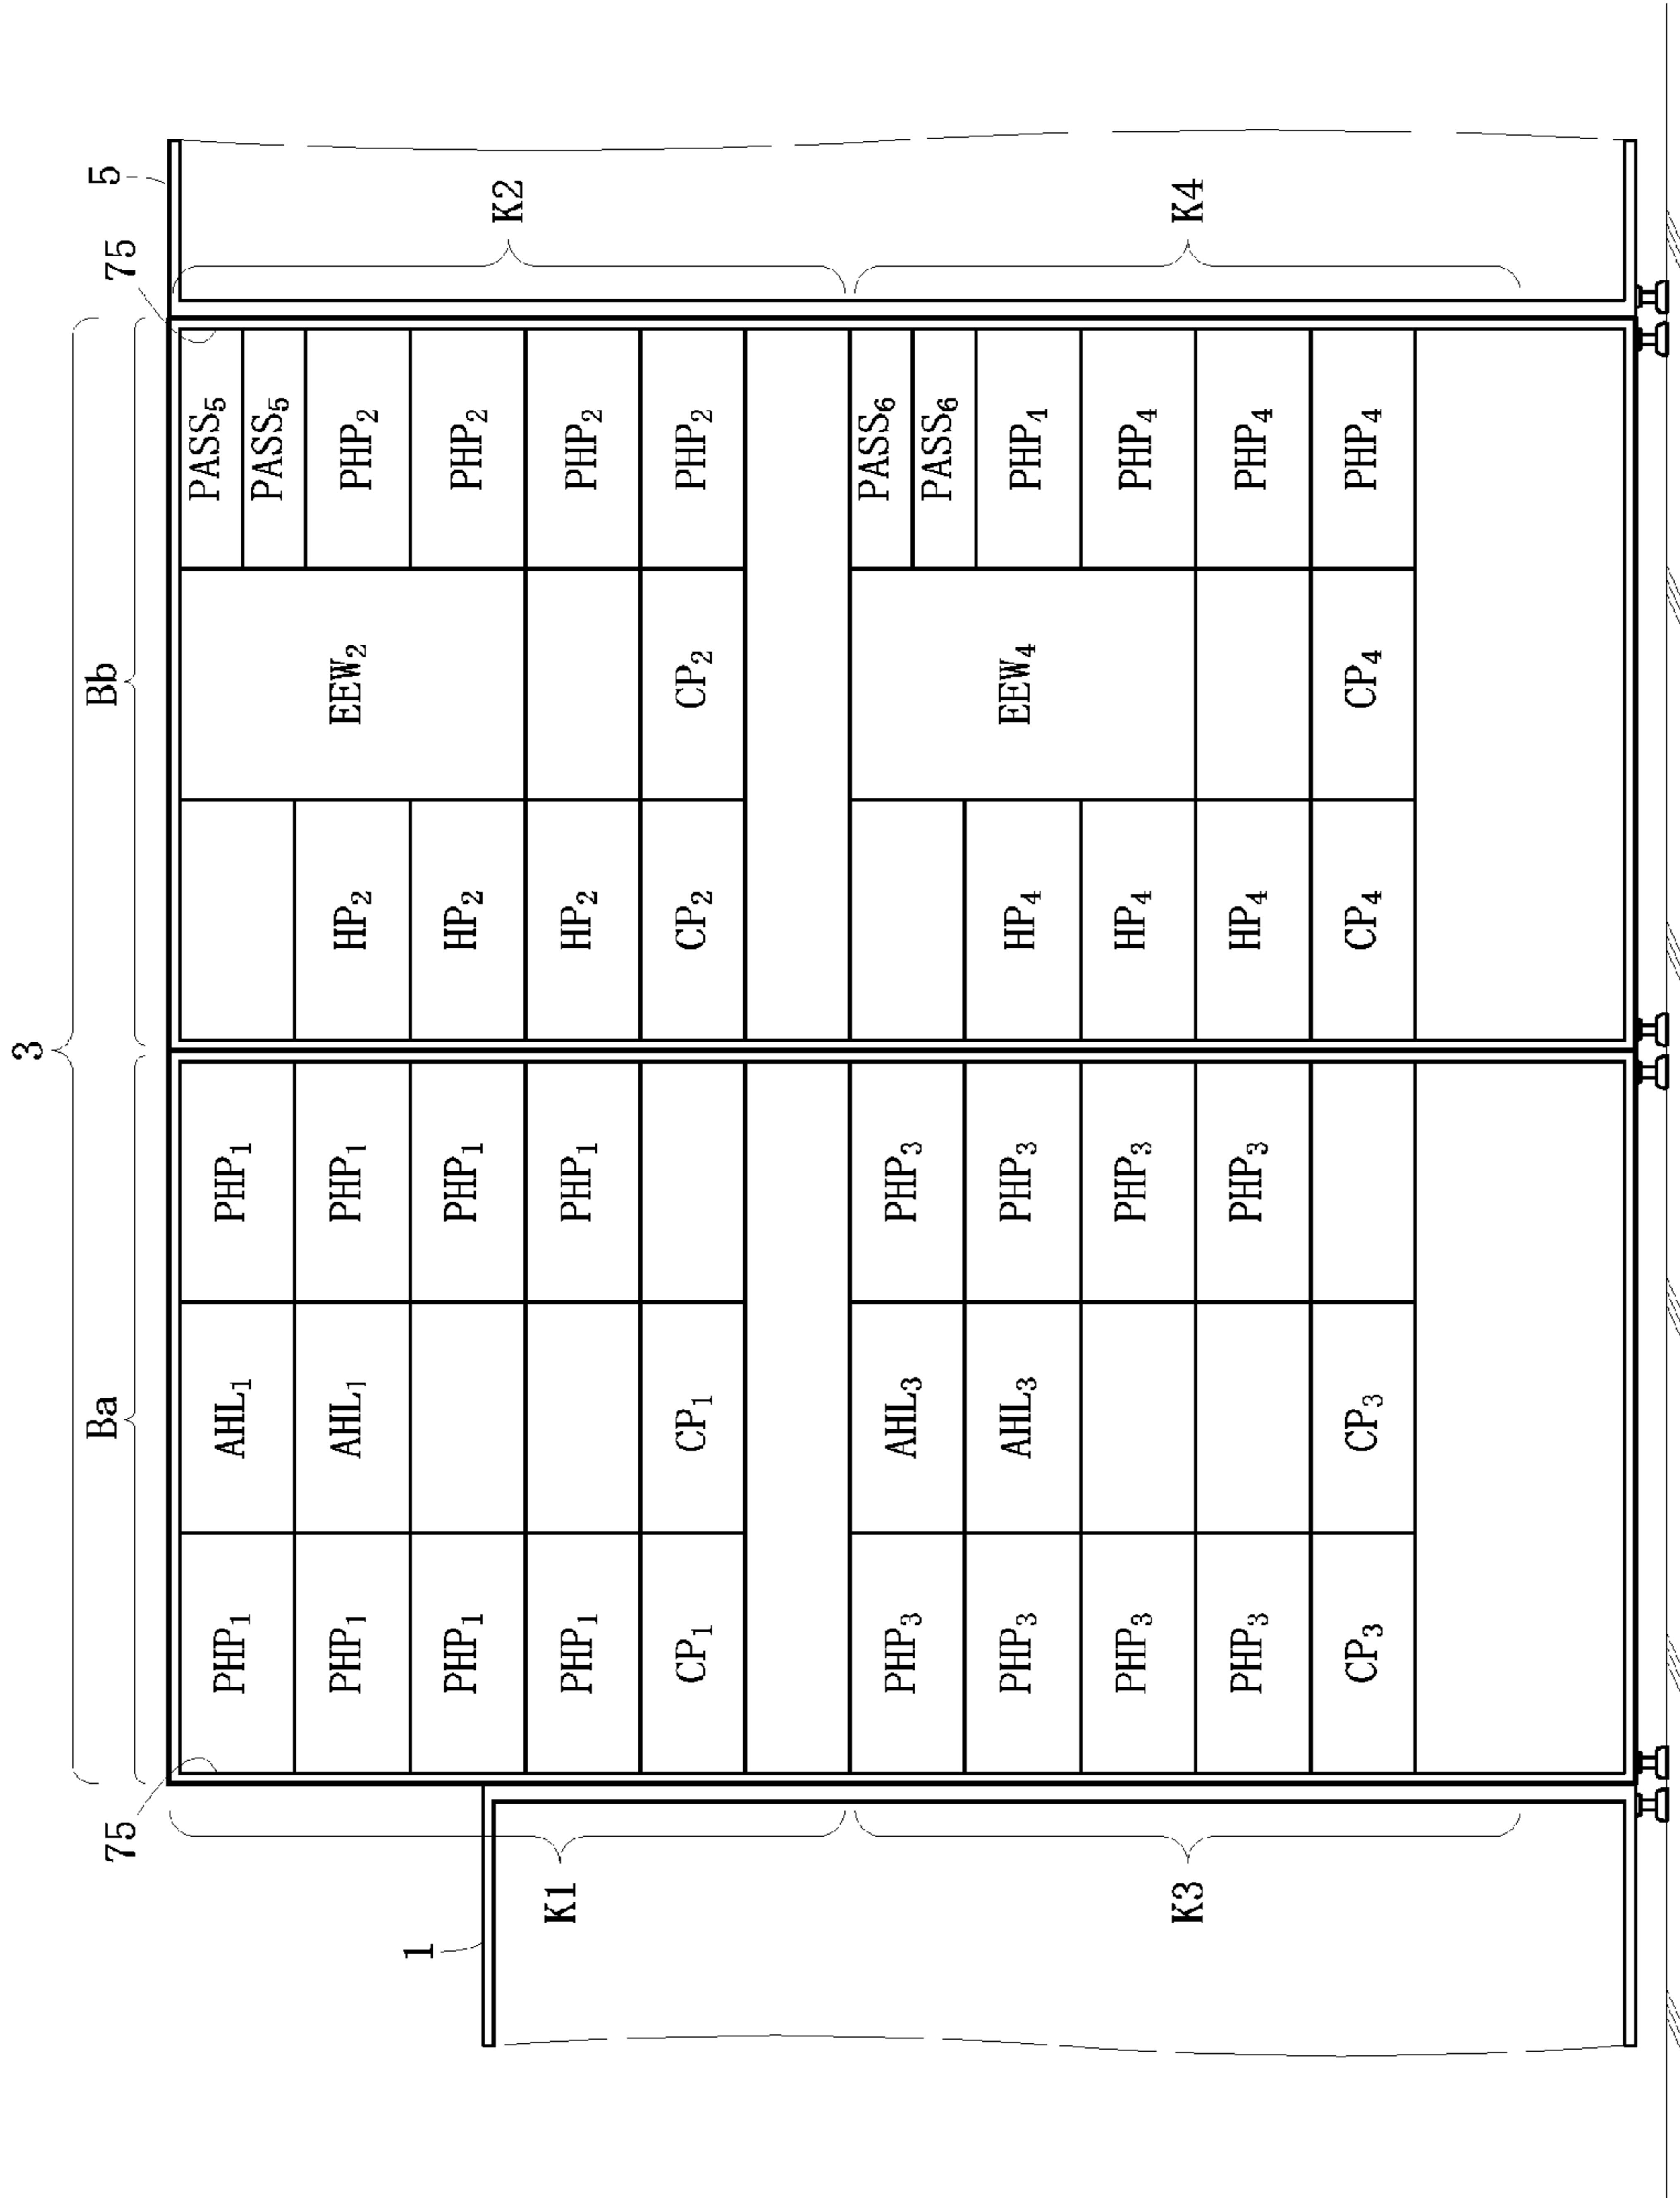 3
Ba Bb
75 75 5
PHP₁ AHL₁ PHP₁ PASS₅
PASS₅
PHP₁ AHL₁ PHP₁ HP₂ EEW₂ PHP₂
1
PHP₁ PHP₁ HP₂ PHP₂
K2
K1 PHP₁ PHP₁ HP₂ PHP₂
CP₁ CP₁ CP₂ CP₂ PHP₂
PHP₃ AHL₃ PHP₃ PASS₆
PASS₆
PHP₃ AHL₃ PHP₃ HP₄ EEW₄ PHP₄
PHP₃ PHP₃ HP₄ PHP₄
K3 K4
PHP₃ PHP₃ HP₄ PHP₄
CP₃ CP₃ CP₄ CP₄ PHP₄